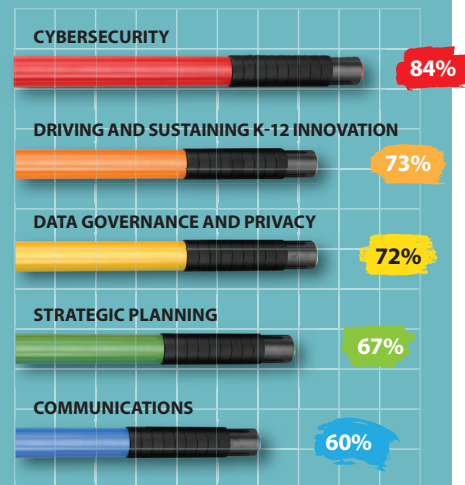 CYBERSECURITY
84%
DRIVING AND SUSTAINING K-12 INNOVATION
73%
DATA GOVERNANCE AND PRIVACY
72%
STRATEGIC PLANNING
67%
COMMUNICATIONS
60%